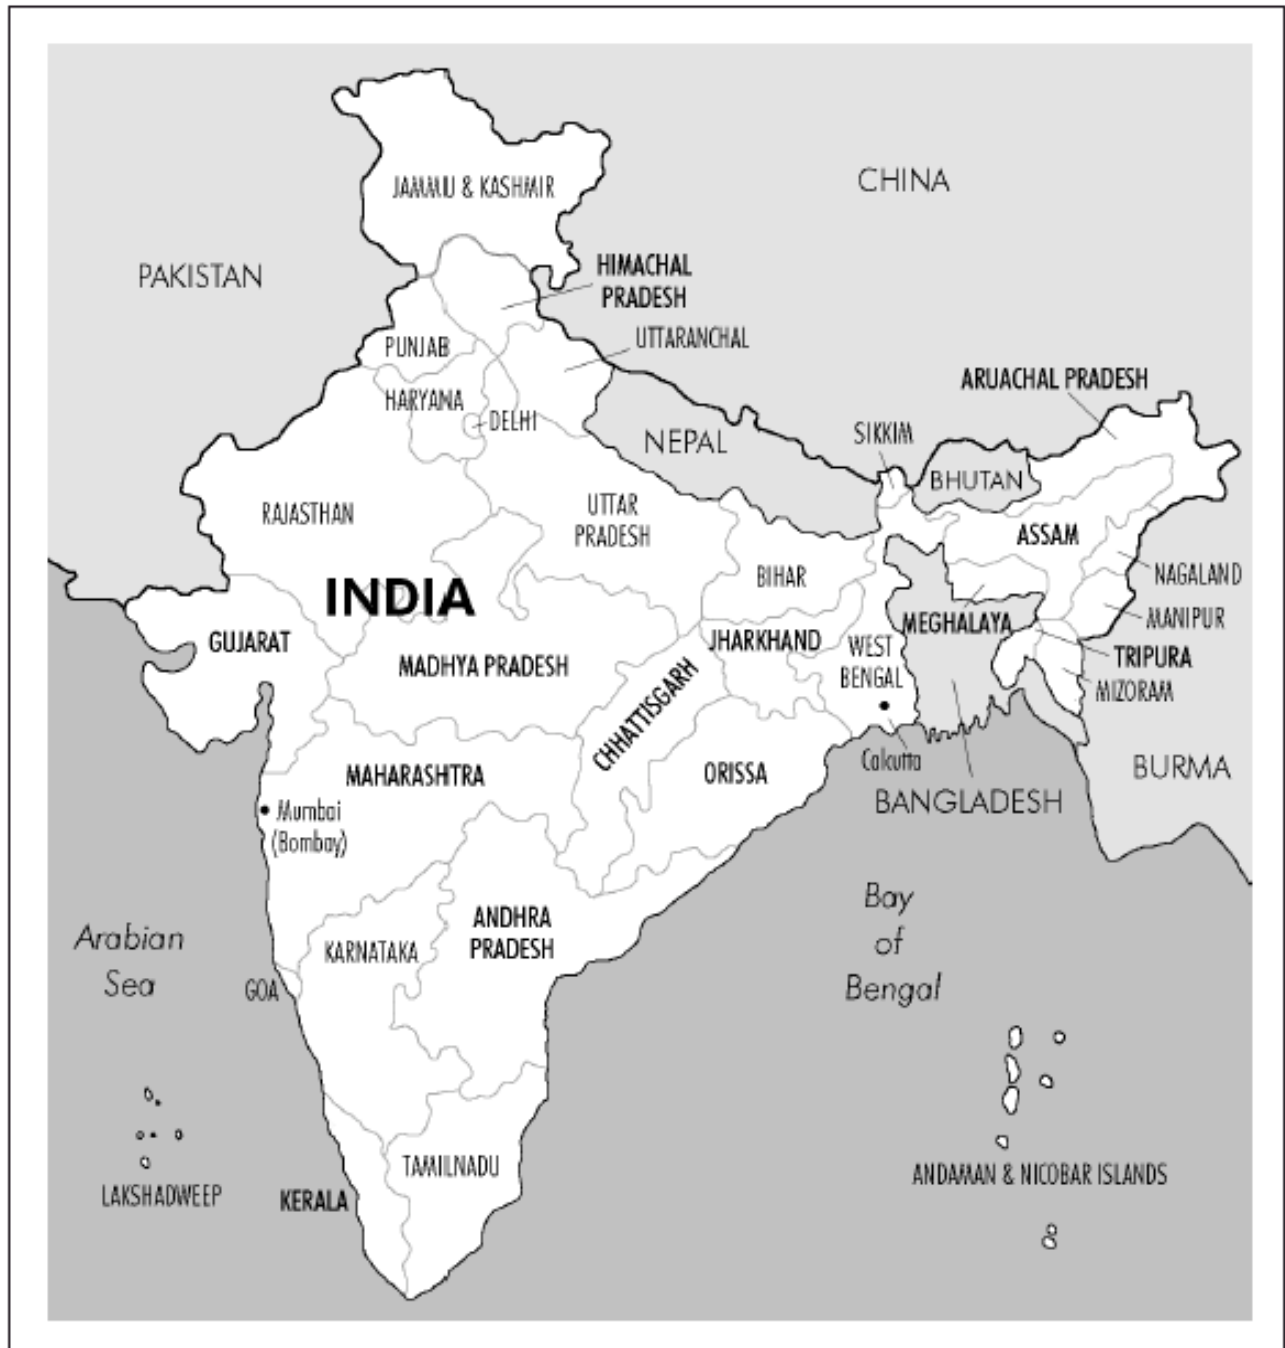 JAMMU & KASHMIR
CHINA
PAKISTAN
HIMACHAL
PRADESH
UTTARANCHAL
PUNJAB
ARUACHAL PRADESH
HARYANA
DELHI
NEPAL
SIKKIM
BHUTAN
RAJASTHAN
UTTAR
PRADESH
ASSAM
BIHAR
NAGALAND
INDIA
MANIPUR
GUJARAT
MADHYA PRADESH
JHARKHAND
MEGHALAYA
WEST
BENGAL
TRIPURA
MIZORAM
CHHATTISGARH
MAHARASHTRA
ORISSA
Calcutta
BURMA
BANGLADESH
Mumbai
(Bombay)
Arabian
Sea
KARNATAKA
ANDHRA
PRADESH
Bay
of
Bengal
GOA
TAMILNADU
ANDAMAN & NICOBAR ISLANDS
LAKSHADWEEP
KERALA